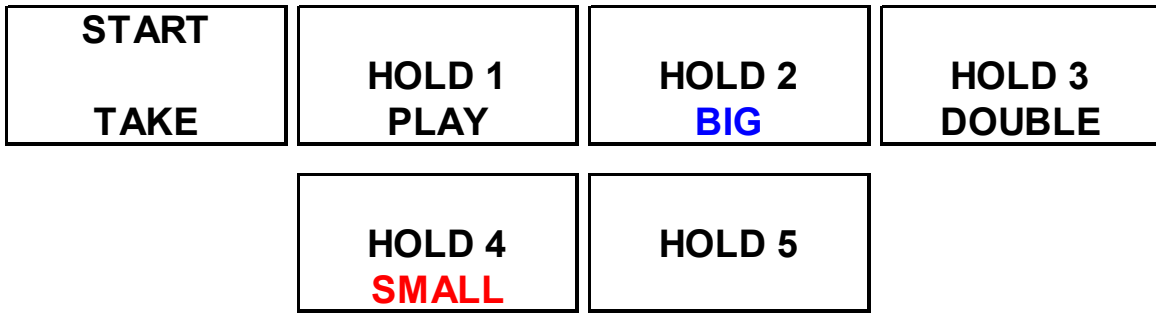 START
TAKE
HOLD 1
PLAY
HOLD 2
BIG
HOLD 3
DOUBLE
HOLD 4
SMALL
HOLD 5